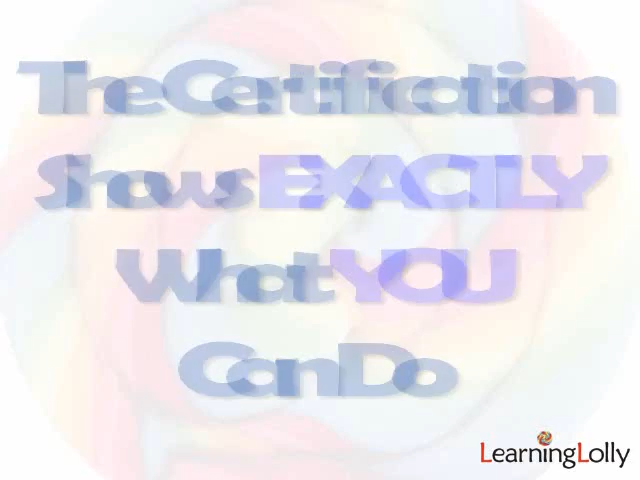 The Certification
Shows EXACTLY
What YOU
Can Do
LearningLolly